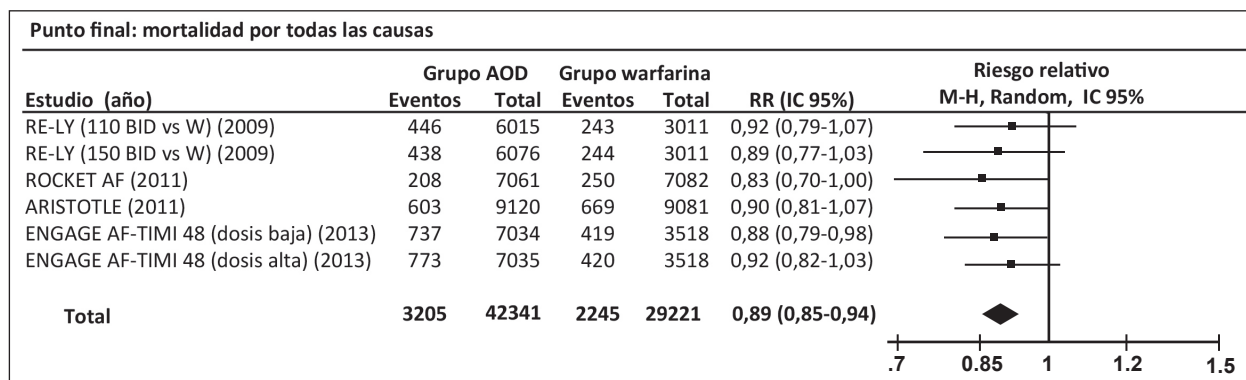 Punto final: mortalidad por todas las causas
Grupo AOD Grupo warfarina Riesgo relativo
Estudio (año) Eventos Total Eventos Total RR (IC 95%) M-H, Random, IC 95%
RE-LY (110 BID vs W) (2009) 446 6015 243 3011 0,92 (0,79-1,07)
RE-LY (150 BID vs W) (2009) 438 6076 244 3011 0,89 (0,77-1,03)
ROCKET AF (2011) 208 7061 250 7082 0,83 (0,70-1,00)
ARISTOTLE (2011) 603 9120 669 9081 0,90 (0,81-1,07)
ENGAGE AF-TIMI 48 (dosis baja) (2013) 737 7034 419 3518 0,88 (0,79-0,98)
ENGAGE AF-TIMI 48 (dosis alta) (2013) 773 7035 420 3518 0,92 (0,82-1,03)
Total 3205 42341 2245 29221 0,89 (0,85-0,94)
.7 0.85 1 1.2 1.5